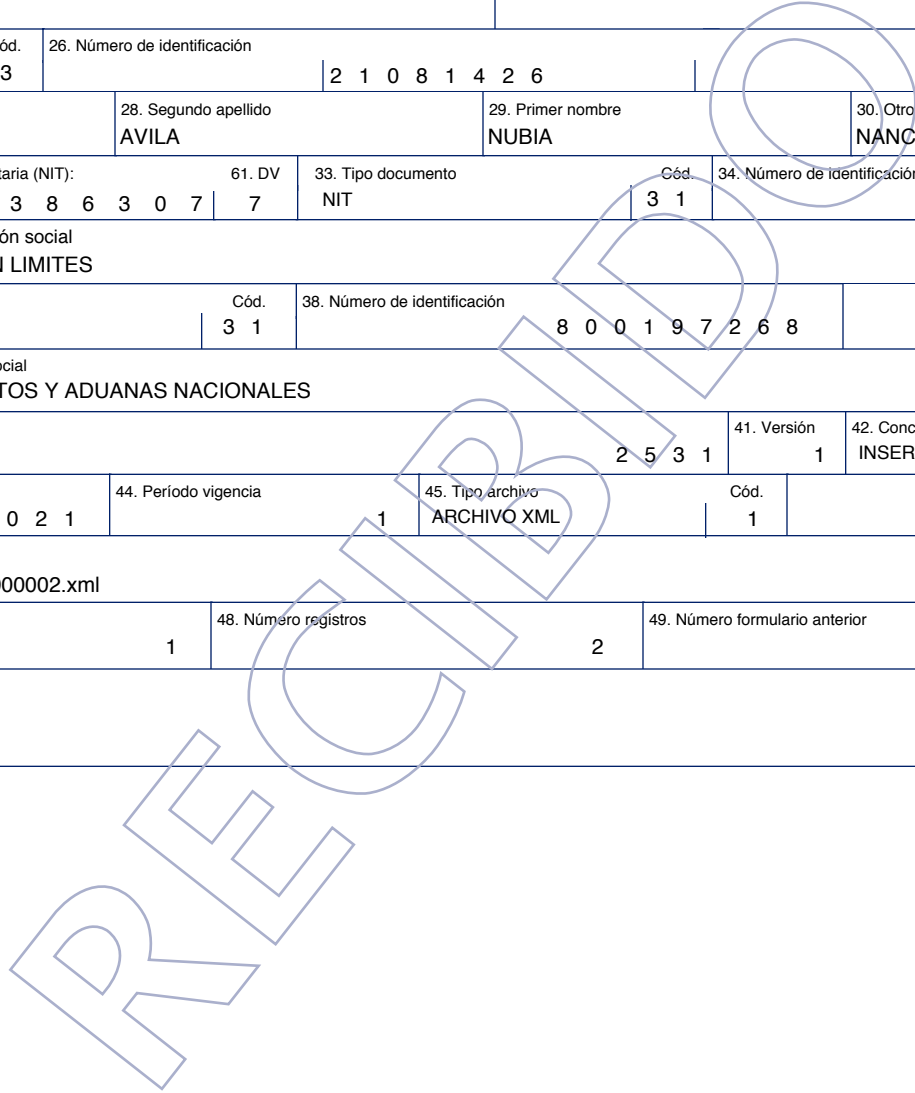 ód. 26. Número de identificación
3 2 1 0 8 1 4 2 6
28. Segundo apellido 29. Primer nombre 30. Otro
AVILA NUBIA NANC
taria (NIT): 61. DV 33. Tipo documento Cód. 34. Número de identificación
3 8 6 3 0 7 7 NIT 3 1
ón social
N LIMITES
Cód. 38. Número de identificación
3 1 8 0 0 1 9 7 2 6 8
ocial
TOS Y ADUANAS NACIONALES
41. Versión 42. Conc
2 5 3 1 1 INSER
44. Período vigencia 45. Tipo archivo Cód.
0 2 1 1 ARCHIVO XML 1
000002.xml
48. Número registros 49. Número formulario anterior
1 2
RECIBIDO